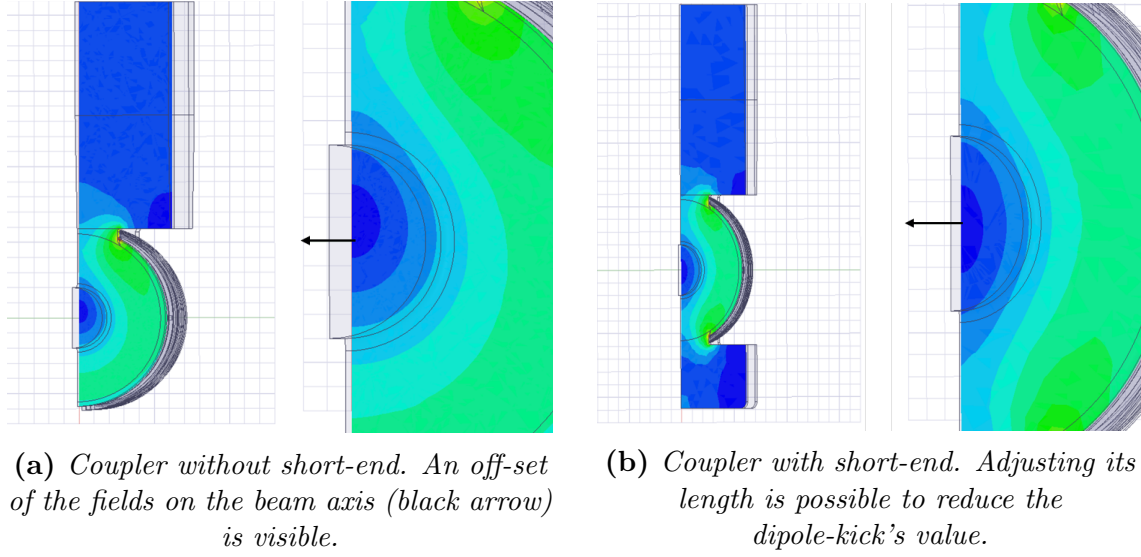 (a) Coupler without short-end. An off-set
of the fields on the beam axis (black arrow)
is visible.
(b) Coupler with short-end. Adjusting its
length is possible to reduce the
dipole-kick's value.